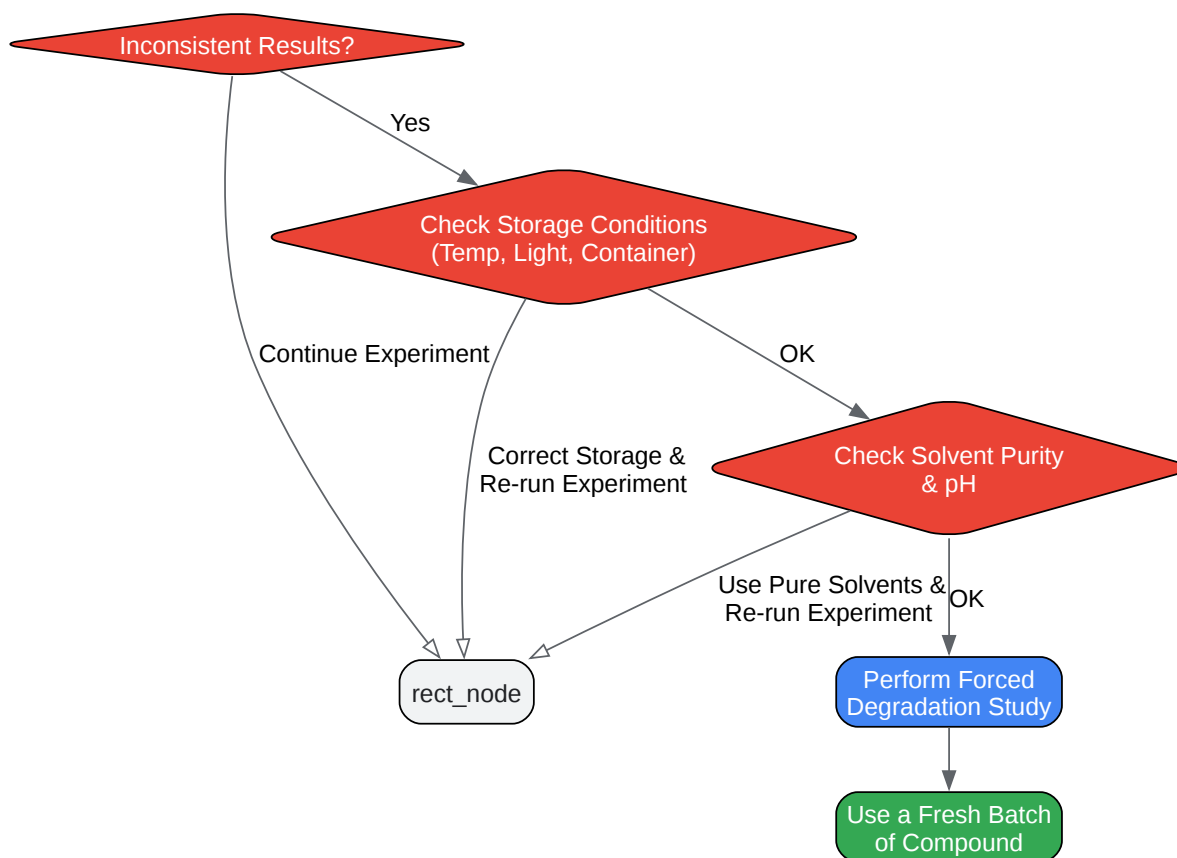 Inconsistent Results?
Yes
Check Storage Conditions
(Temp, Light, Container)
Continue Experiment
OK
Correct Storage &
Re-run Experiment
Check Solvent Purity
& pH
Use Pure Solvents &
Re-run Experiment
OK
rect_node
Perform Forced
Degradation Study
Use a Fresh Batch
of Compound